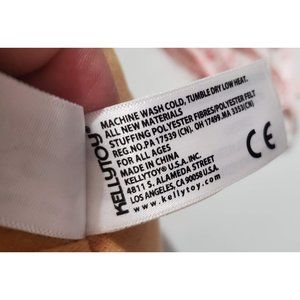 KELLYTOY®
MACHINE WASH COLD, TUMBLE DRY LOW HEAT.
ALL NEW MATERIALS
STUFFING POLYESTER FIBRES/POLYESTER FELT
REG.NO.PA 17539 (CN), OH 17499.MA 3353(CN)
FOR ALL AGES
MADE IN CHINA
KELLYTOY® U.S.A. INC.
4811 S. ALAMEDA STREET
LOS ANGELES, CA 90058 U.S.A.
www.kellytoy.com
CE